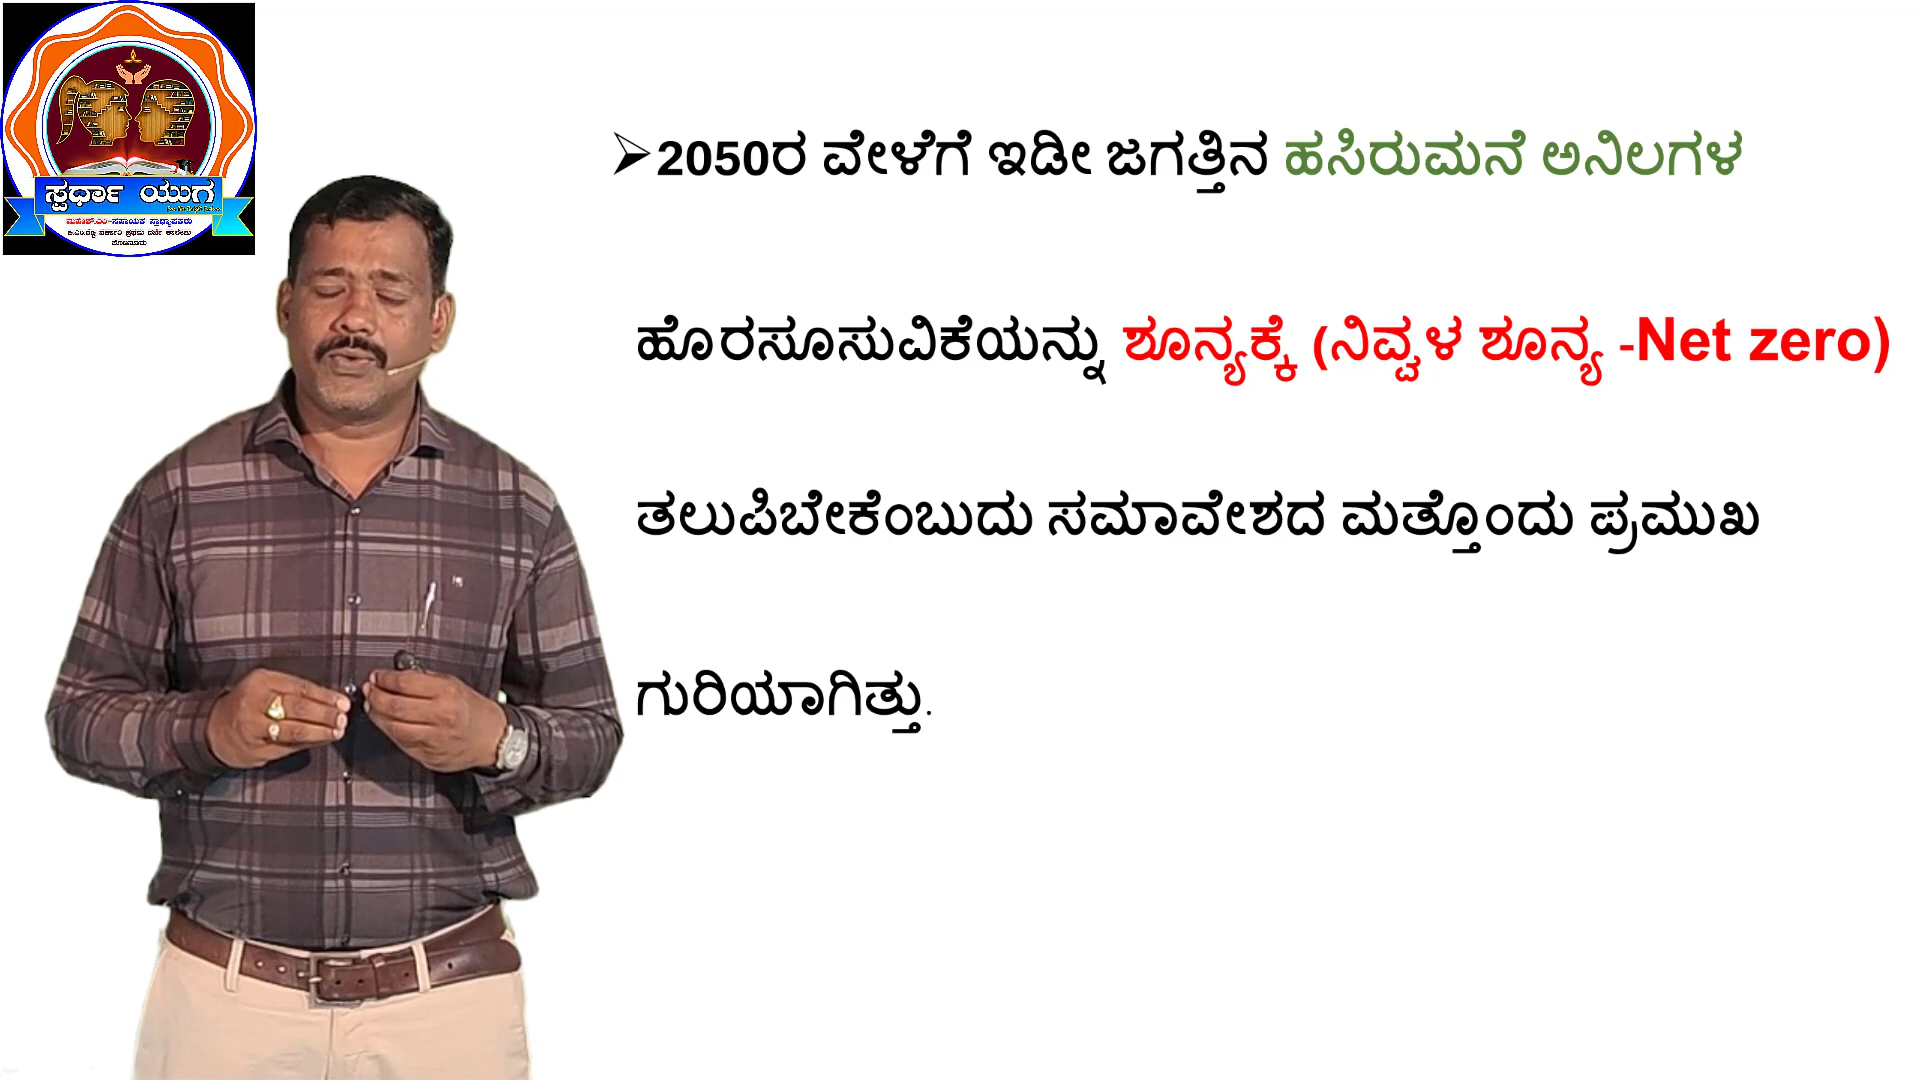 ಸ್ಪರ್ಧಾ ಯುಗ
➢2050ರ ವೇಳೆಗೆ ಇಡೀ ಜಗತ್ತಿನ ಹಸಿರುಮನೆ ಅನಿಲಗಳ
ಹೊರಸೂಸುವಿಕೆಯನ್ನು ಶೂನ್ಯಕ್ಕೆ (ನಿವ್ವಳ ಶೂನ್ಯ -Net zero)
ತಲುಪಿಬೇಕೆಂಬುದು ಸಮಾವೇಶದ ಮತ್ತೊಂದು ಪ್ರಮುಖ
ಗುರಿಯಾಗಿತ್ತು.